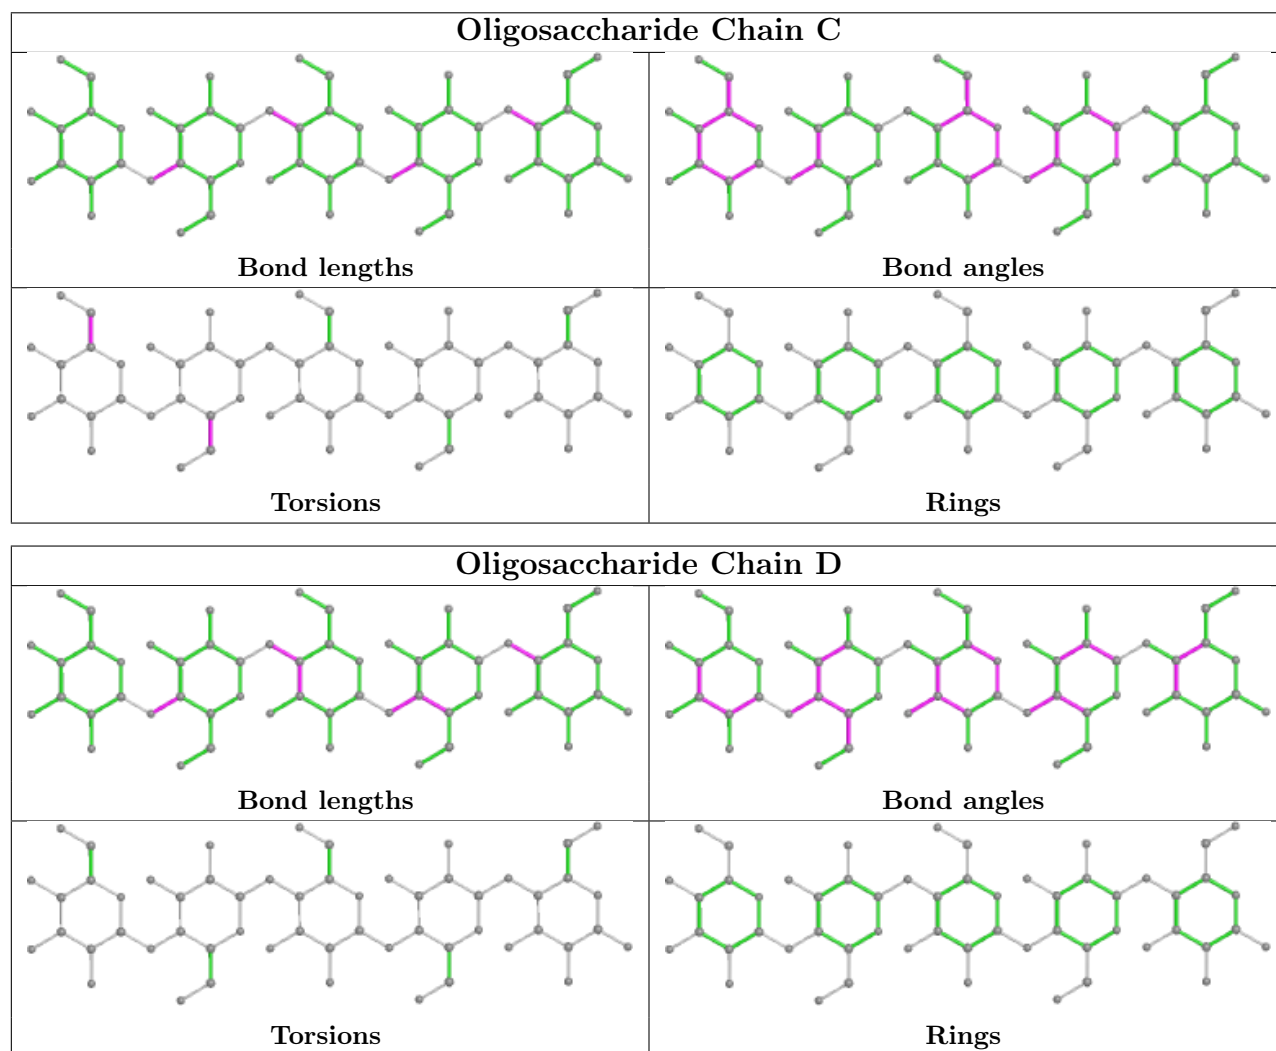 Oligosaccharide Chain C
Bond lengths
Bond angles
Torsions
Rings
Oligosaccharide Chain D
Bond lengths
Bond angles
Torsions
Rings